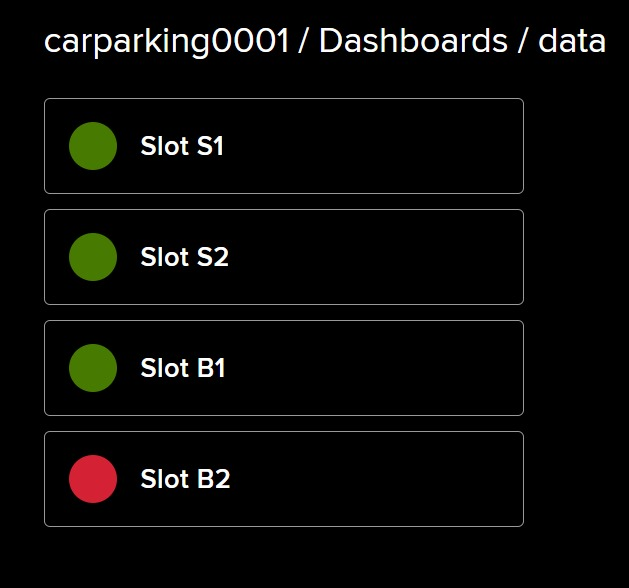 carparking0001 / Dashboards / data
Slot S1
Slot S2
Slot B1
Slot B2